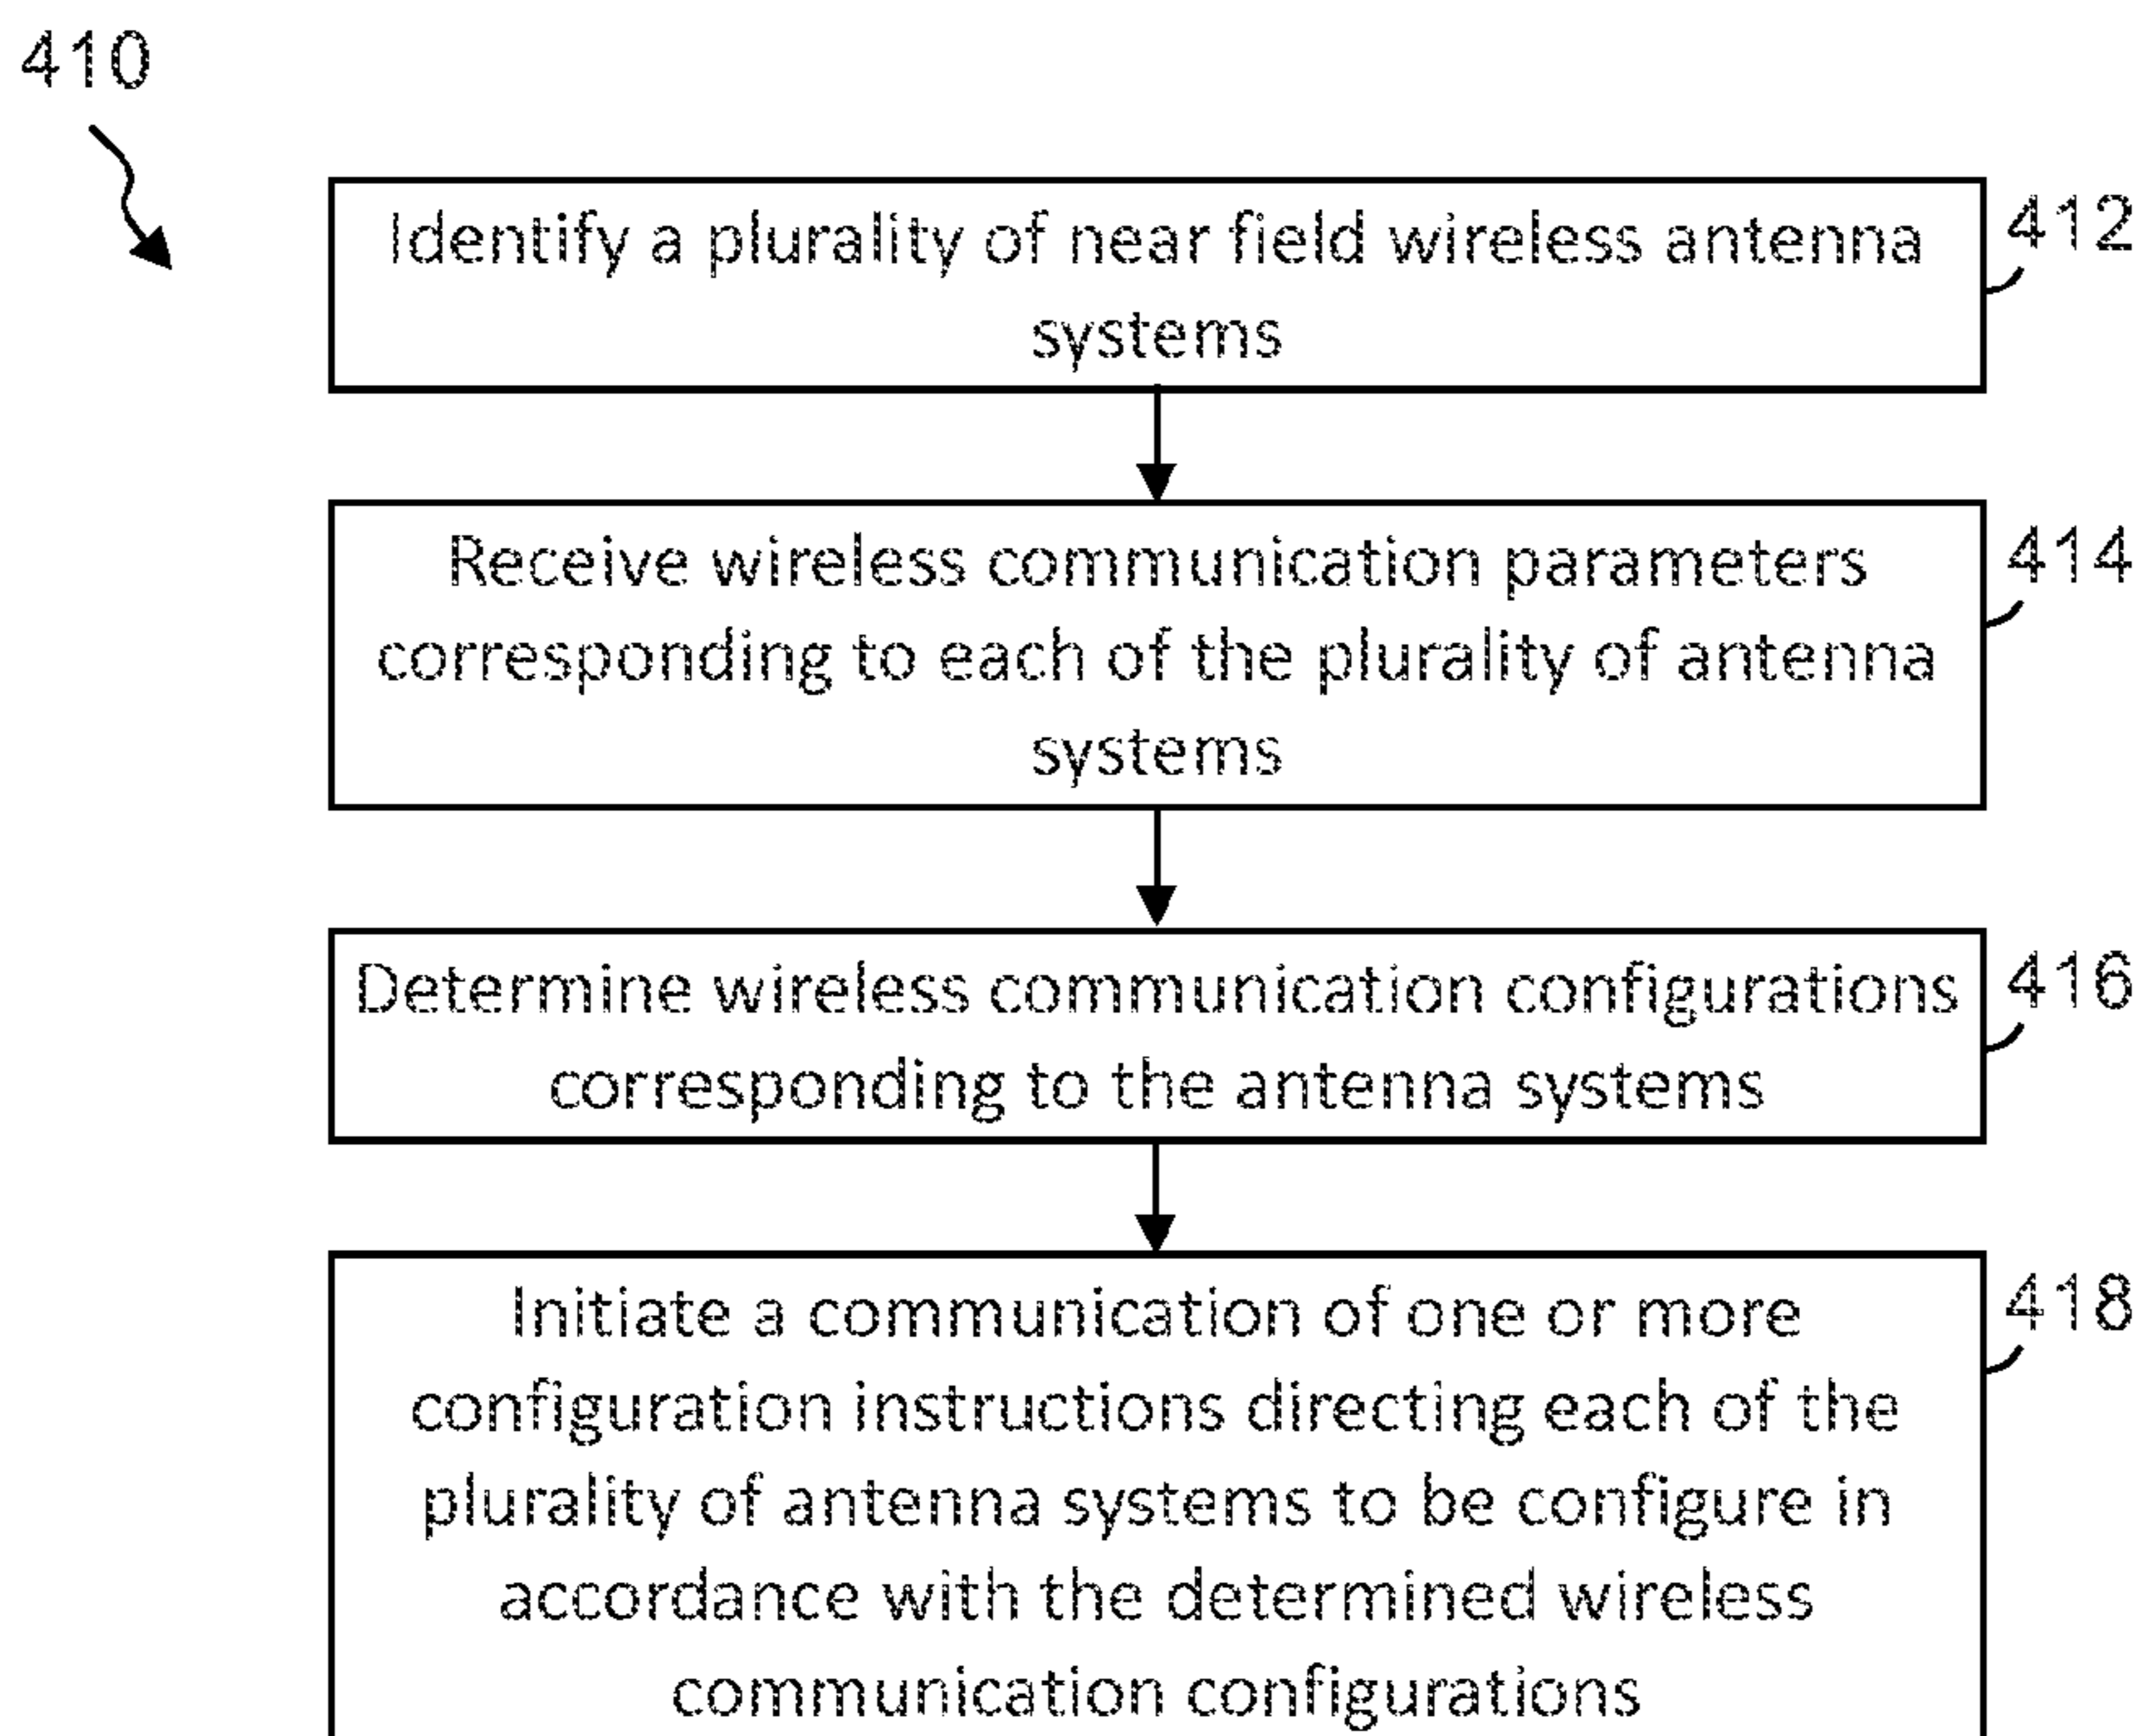 410
Identify a plurality of near field wireless antenna
systems
412
Receive wireless communication parameters
corresponding to each of the plurality of antenna
systems
414
Determine wireless communication configurations
corresponding to the antenna systems
416
Initiate a communication of one or more
configuration instructions directing each of the
plurality of antenna systems to be configure in
accordance with the determined wireless
communication configurations
418